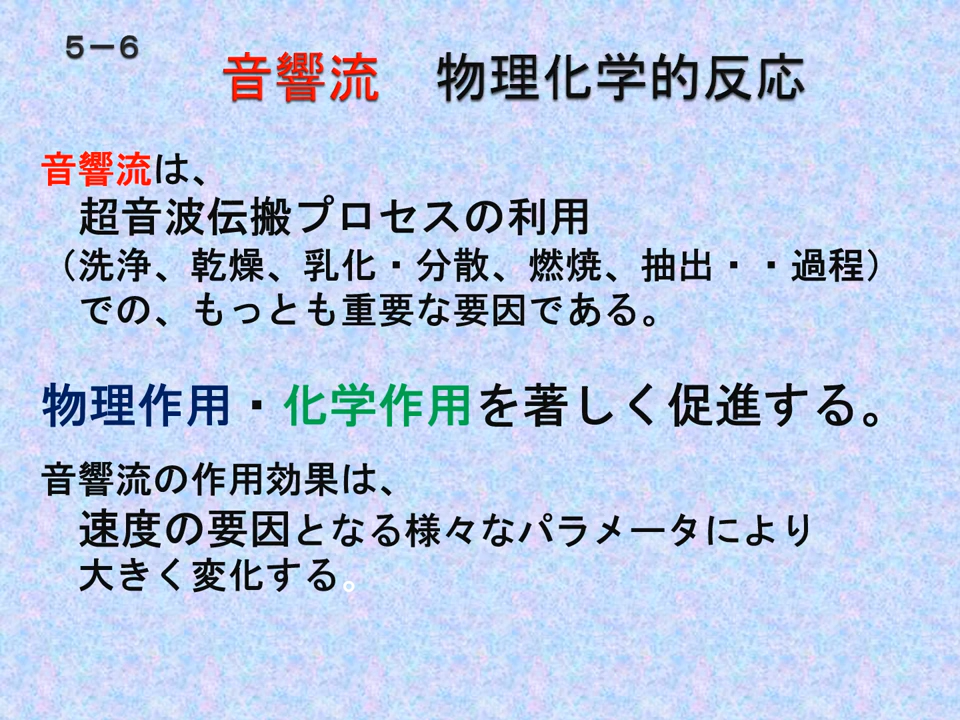 ５－６
音響流　物理化学的反応
音響流は、
超音波伝搬プロセスの利用
（洗浄、乾燥、乳化・分散、燃焼、抽出・・過程）
での、もっとも重要な要因である。
物理作用・化学作用を著しく促進する。
音響流の作用効果は、
速度の要因となる様々なパラメータにより
大きく変化する。